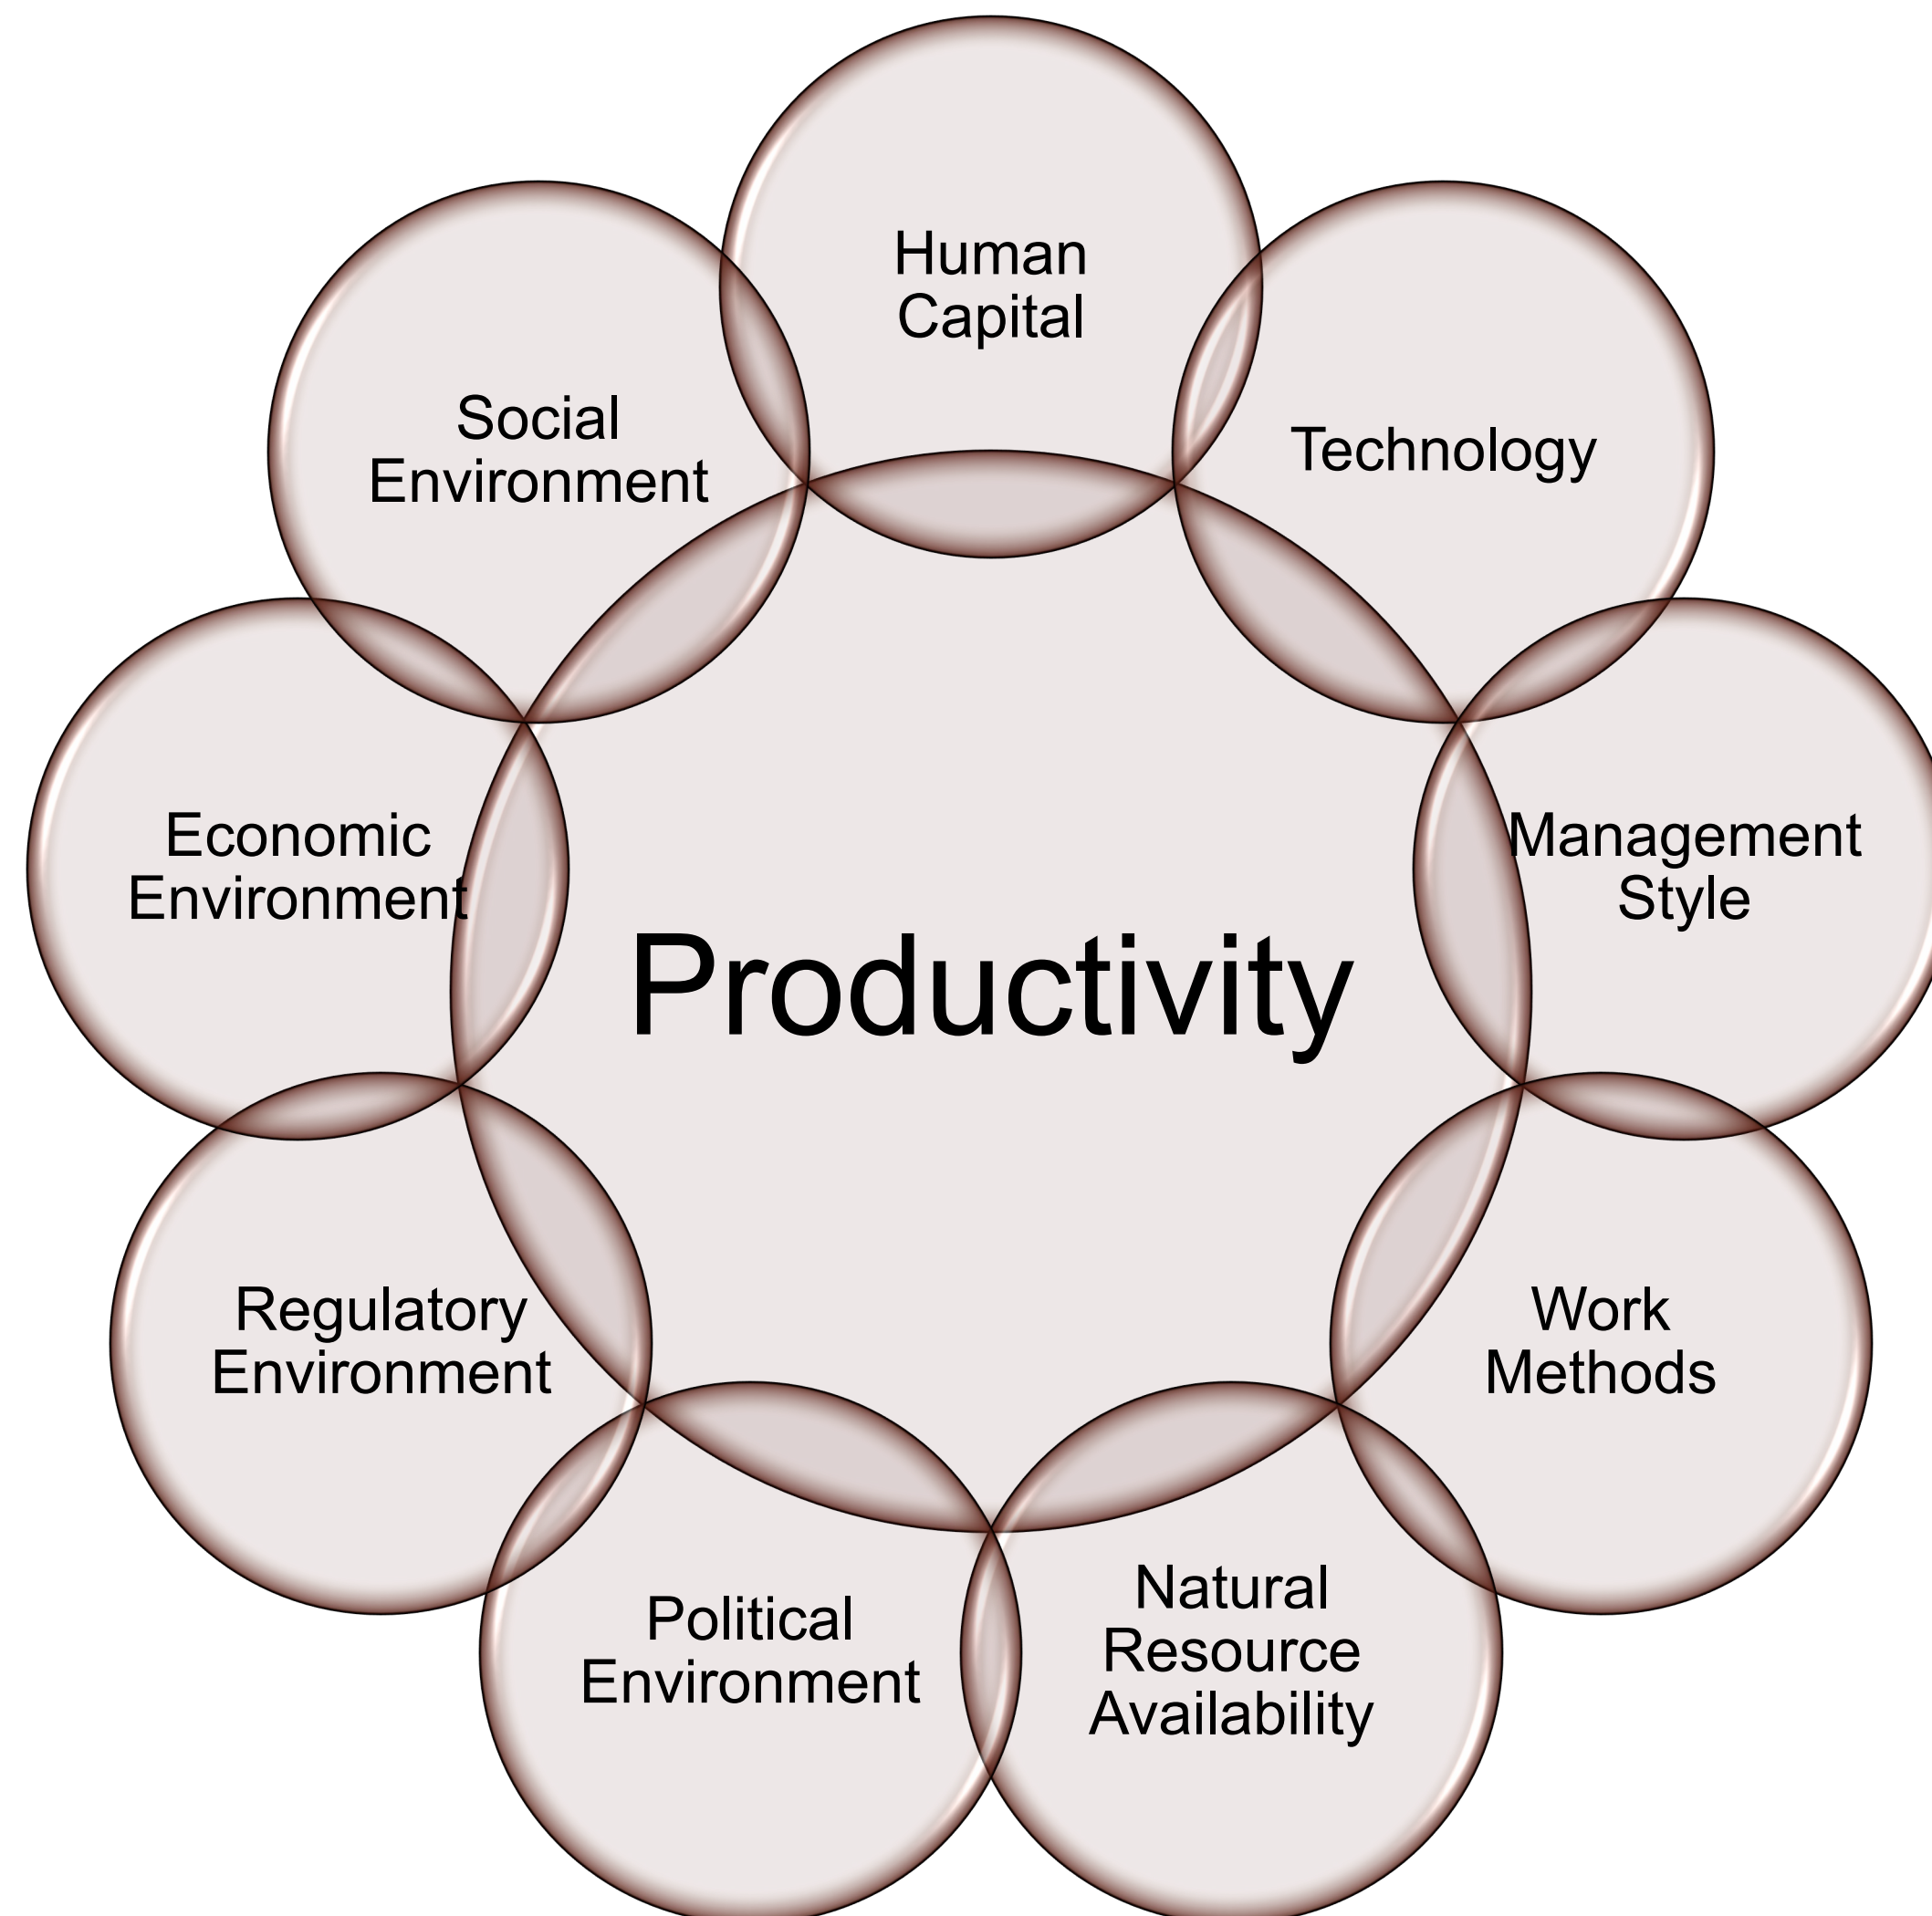 Human
Capital
Technology
Management
Style
Work
Methods
Natural
Resource
Availability
Political
Environment
Regulatory
Environment
Economic
Environment
Social
Environment
Productivity